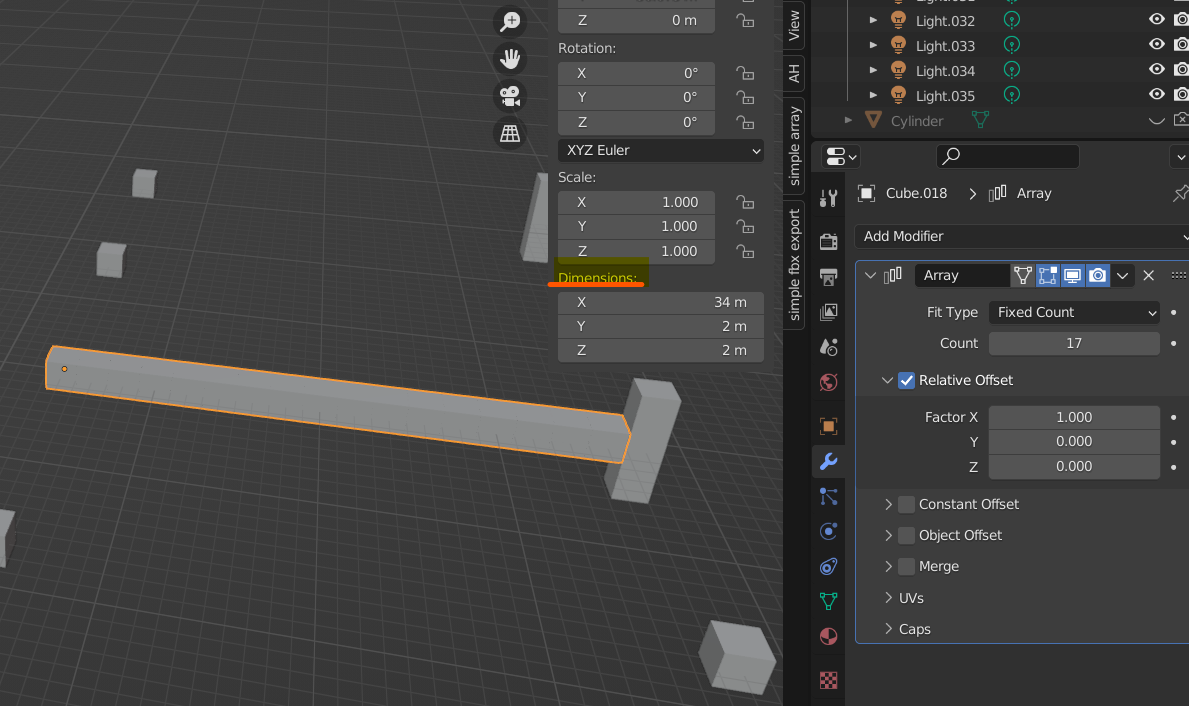 Z 0 m
Rotation:
X 0°
Y 0°
Z 0°
XYZ Euler
Scale:
X 1.000
Y 1.000
Z 1.000
Dimensions:
X 34 m
Y 2 m
Z 2 m
View
AH
simple array
simple fbx export
Light.032
Light.033
Light.034
Light.035
Cylinder
Cube.018 > Array
Add Modifier
Array
Fit Type Fixed Count
Count 17
Relative Offset
Factor X 1.000
Y 0.000
Z 0.000
Constant Offset
Object Offset
Merge
UVs
Caps